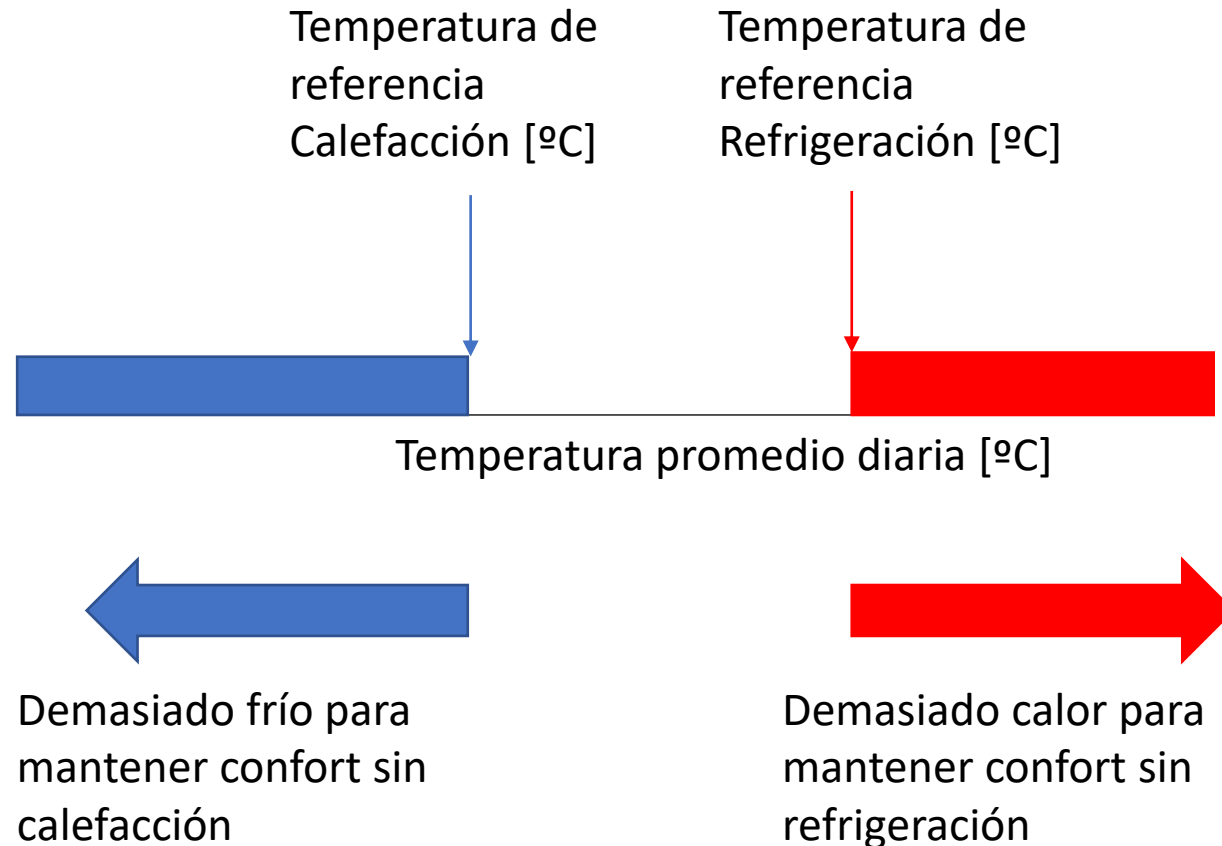 Temperatura de
referencia
Calefacción [ºC]
Temperatura de
referencia
Refrigeración [ºC]
Temperatura promedio diaria [ºC]
Demasiado frío para
mantener confort sin
calefacción
Demasiado calor para
mantener confort sin
refrigeración